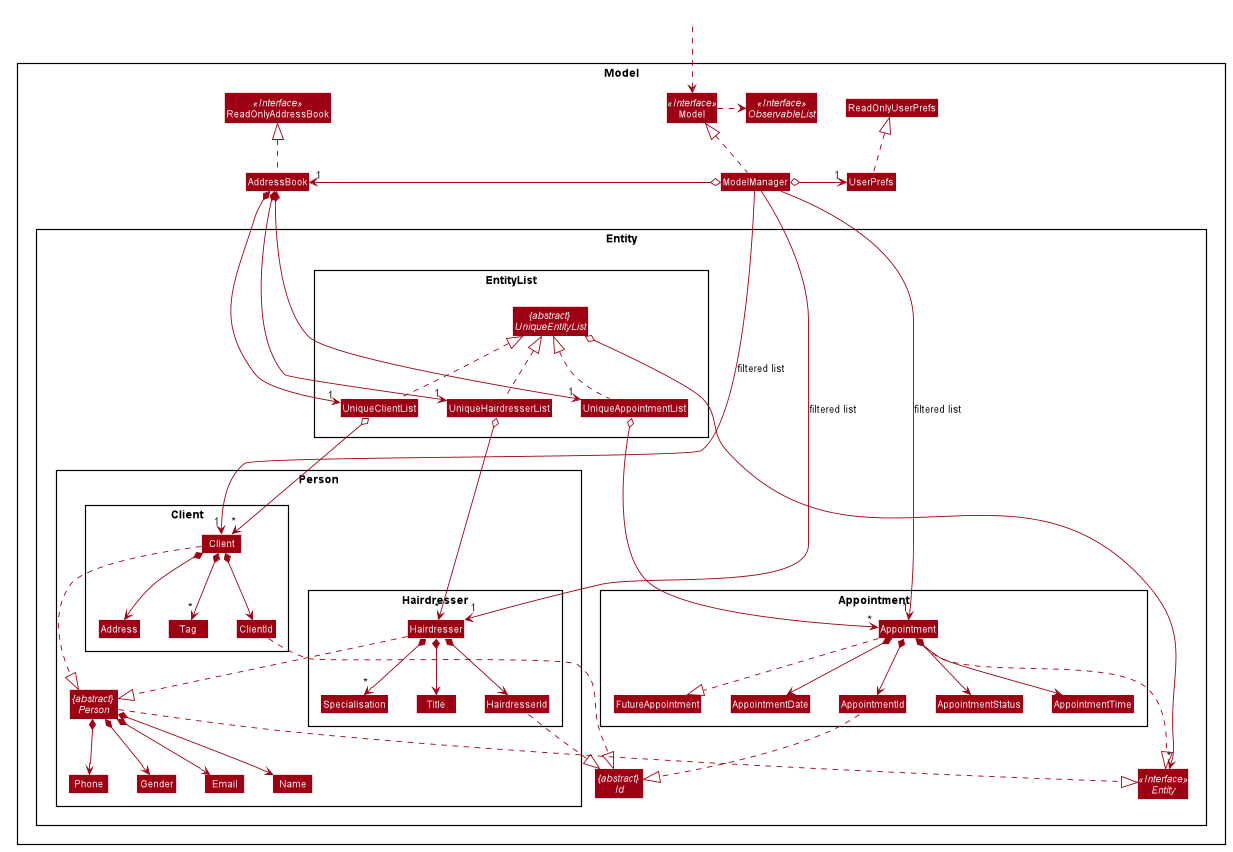 Model
«Interface»
ReadOnlyAddressBook
«Interface»
Model
«Interface»
ObservableList
ReadOnlyUserPrefs
AddressBook
1
ModelManager
1
UserPrefs
Entity
EntityList
{abstract}
UniqueEntityList
filtered list
filtered list
filtered list
1
UniqueClientList
1
UniqueHairdresserList
1
UniqueAppointmentList
Person
Client
1
*
Client
*
Address
Tag
ClientId
Hairdresser
*
1
Hairdresser
*
Specialisation
Title
HairdresserId
Appointment
1
*
Appointment
FutureAppointment
AppointmentDate
AppointmentId
AppointmentStatus
AppointmentTime
{abstract}
Person
Phone
Gender
Email
Name
{abstract}
Id
*
«Interface»
Entity